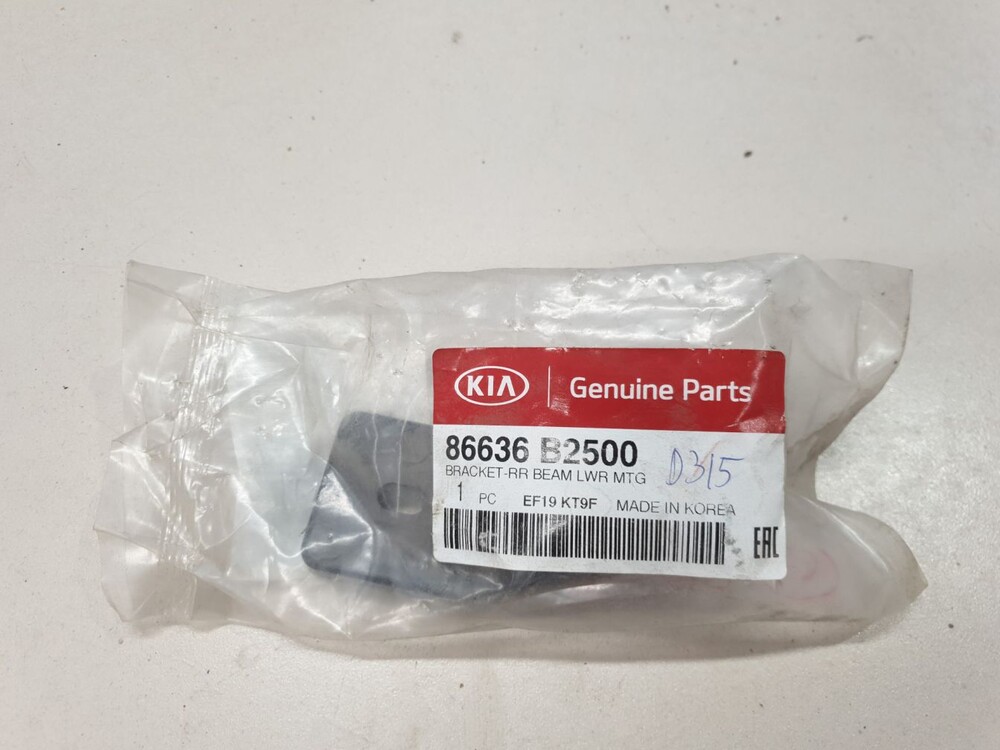 KIA Genuine Parts
86636 B2500
BRACKET-RR BEAM LWR MTG D315
1 PC EF19 KT9F MADE IN KOREA
EAC